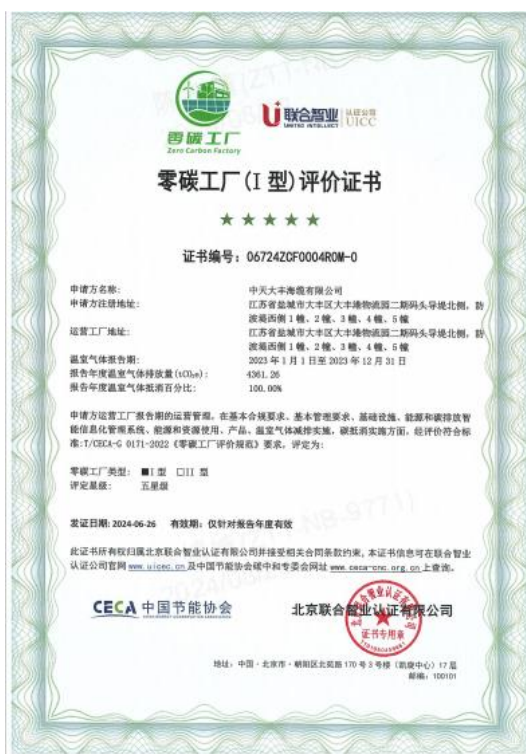 零碳工厂
Zero Carbon Factory
联合智业
UNITED INTELLECT
认证公司
UICC
零碳工厂(I 型)评价证书
★ ★ ★ ★ ★
证书编号: 06724ZCF0004R0M-0
申请方名称: 中天大丰海缆有限公司
申请方注册地址: 江苏省盐城市大丰区大丰港物流园二期码头导堤北侧,防
波堤西侧 1 幢、2 幢、3 幢、4 幢、5 幢
运营工厂地址: 江苏省盐城市大丰区大丰港物流园二期码头导堤北侧,防
波堤西侧 1 幢、2 幢、3 幢、4 幢、5 幢
温室气体报告期: 2023 年 1 月 1 日至 2023 年 12 月 31 日
报告年度温室气体排放量(tCO₂e): 4361.26
报告年度温室气体抵消百分比: 100.00%
申请方运营工厂报告期的运营管理,在基本合规要求、基本管理要求、基础设施、能源和碳排放智
能信息化管理系统、能源和资源使用、产品、温室气体减排实施、碳抵消实施方面,经评价符合标
准:T/CECA-G 0171-2022《零碳工厂评价规范》要求,评定为:
零碳工厂类型: ■I 型 □II 型
评定星级: 五星级
发证日期: 2024-06-26 有效期: 仅针对报告年度有效
此证书所有权归属北京联合智业认证有限公司并接受相关合同条款约束,本证书信息可在联合智业
认证公司官网 www.uicec.cn 及中国节能协会碳中和专委会网址 www.ceca-cnc.org.cn 上查询。
CECA 中国节能协会
北京联合智业认证有限公司
证书专用章
地址: 中国·北京市·朝阳区北苑路 170 号 3 号楼(凯旋中心)17 层
邮编: 100101